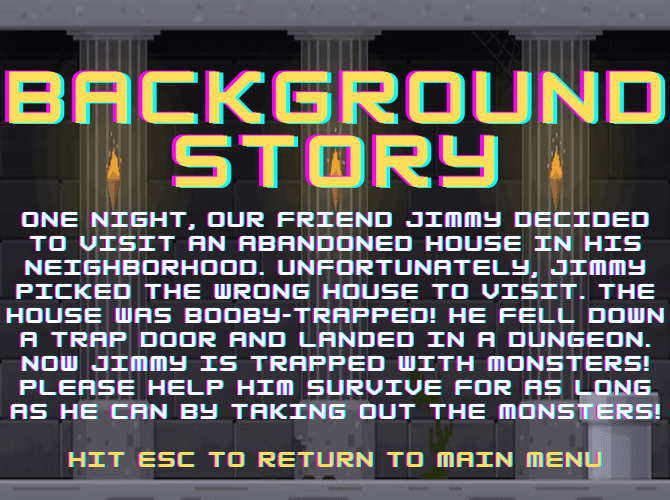 BACKGROUND
STORY
ONE NIGHT, OUR FRIEND JIMMY DECIDED
TO VISIT AN ABANDONED HOUSE IN HIS
NEIGHBORHOOD. UNFORTUNATELY, JIMMY
PICKED THE WRONG HOUSE TO VISIT. THE
HOUSE WAS BOOBY-TRAPPED! HE FELL DOWN
A TRAP DOOR AND LANDED IN A DUNGEON.
NOW JIMMY IS TRAPPED WITH MONSTERS!
PLEASE HELP HIM SURVIVE FOR AS LONG
AS HE CAN BY TAKING OUT THE MONSTERS!
HIT ESC TO RETURN TO MAIN MENU